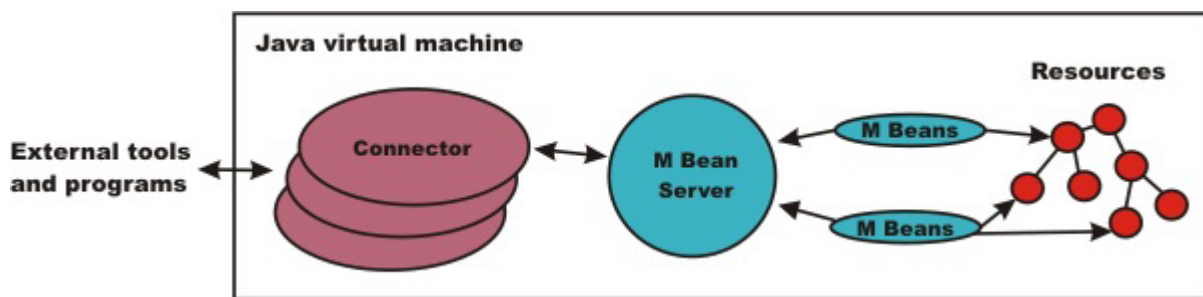 Java virtual machine
Resources
External tools
and programs
Connector
M Bean
Server
M Beans
M Beans